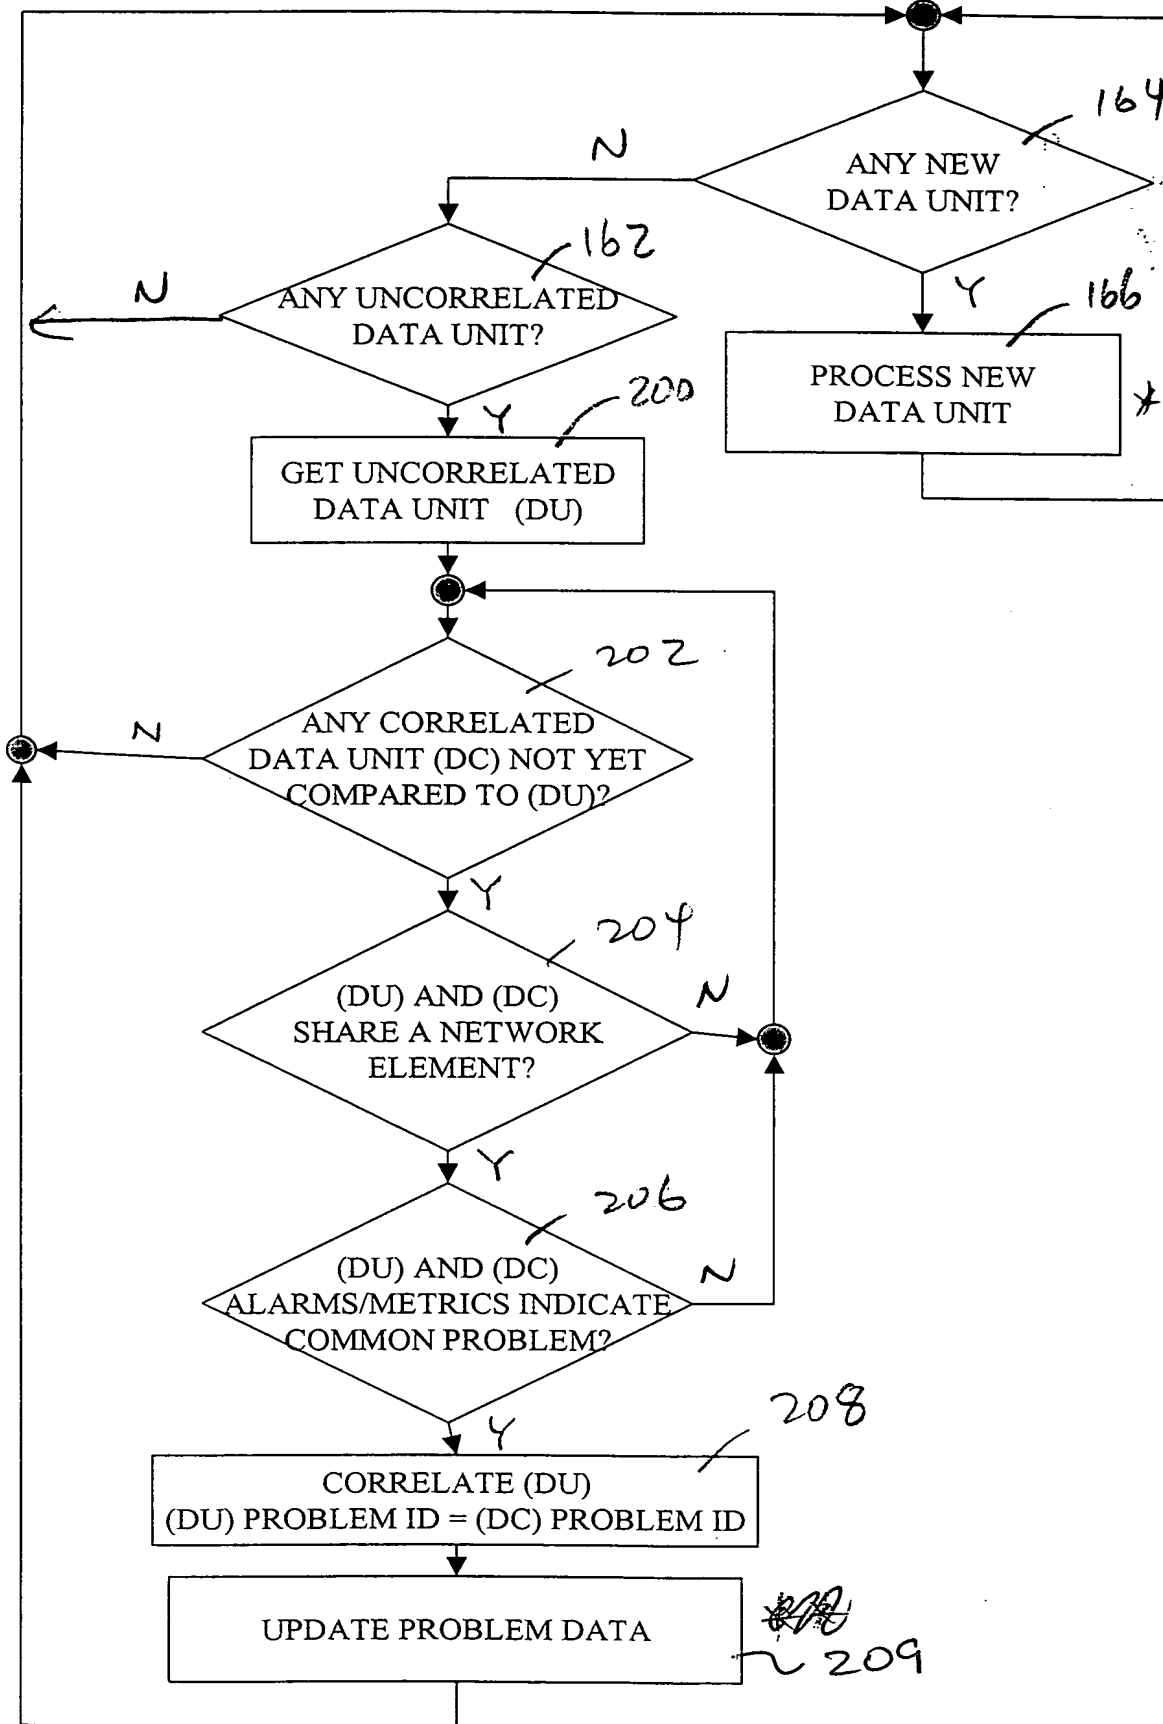 164
N
ANY NEW
DATA UNIT?
162
N
ANY UNCORRELATED
DATA UNIT?
Y
166
PROCESS NEW
DATA UNIT
*
200
Y
GET UNCORRELATED
DATA UNIT (DU)
202
N
ANY CORRELATED
DATA UNIT (DC) NOT YET
COMPARED TO (DU)?
Y
204
N
(DU) AND (DC)
SHARE A NETWORK
ELEMENT?
Y
206
N
(DU) AND (DC)
ALARMS/METRICS INDICATE
COMMON PROBLEM?
208
Y
CORRELATE (DU)
(DU) PROBLEM ID = (DC) PROBLEM ID
UPDATE PROBLEM DATA
209